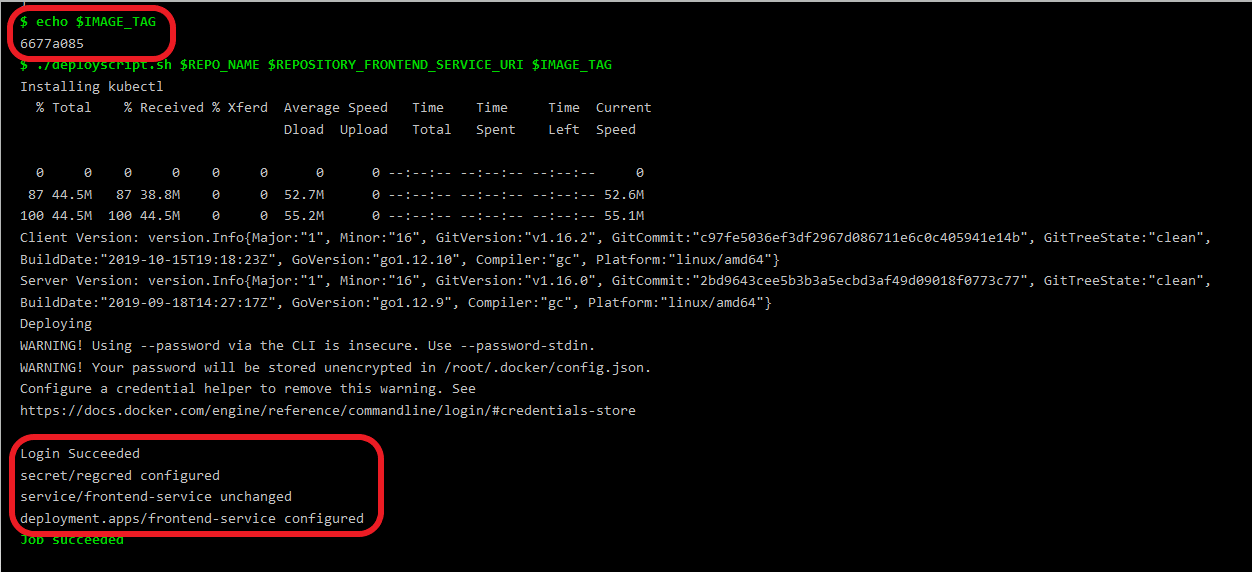 $ echo $IMAGE_TAG
6677a085
$ ./deployscript.sh $REPO_NAME $REPOSITORY_FRONTEND_SERVICE_URI $IMAGE_TAG
Installing kubectl
% Total % Received % Xferd Average Speed Time Time Time Current
Dload Upload Total Spent Left Speed
0 0 0 0 0 0 0 0 --:--:-- --:--:-- --:--:-- 0
87 44.5M 87 38.8M 0 0 52.7M 0 --:--:-- --:--:-- --:--:-- 52.6M
100 44.5M 100 44.5M 0 0 55.2M 0 --:--:-- --:--:-- --:--:-- 55.1M
Client Version: version.Info{Major:"1", Minor:"16", GitVersion:"v1.16.2", GitCommit:"c97fe5036ef3df2967d086711e6c0c405941e14b", GitTreeState:"clean",
BuildDate:"2019-10-15T19:18:23Z", GoVersion:"go1.12.10", Compiler:"gc", Platform:"linux/amd64"}
Server Version: version.Info{Major:"1", Minor:"16", GitVersion:"v1.16.0", GitCommit:"2bd9643cee5b3b3a5ecbd3af49d09018f0773c77", GitTreeState:"clean",
BuildDate:"2019-09-18T14:27:17Z", GoVersion:"go1.12.9", Compiler:"gc", Platform:"linux/amd64"}
Deploying
WARNING! Using --password via the CLI is insecure. Use --password-stdin.
WARNING! Your password will be stored unencrypted in /root/.docker/config.json.
Configure a credential helper to remove this warning. See
https://docs.docker.com/engine/reference/commandline/login/#credentials-store
Login Succeeded
secret/regcred configured
service/frontend-service unchanged
deployment.apps/frontend-service configured
Job succeeded